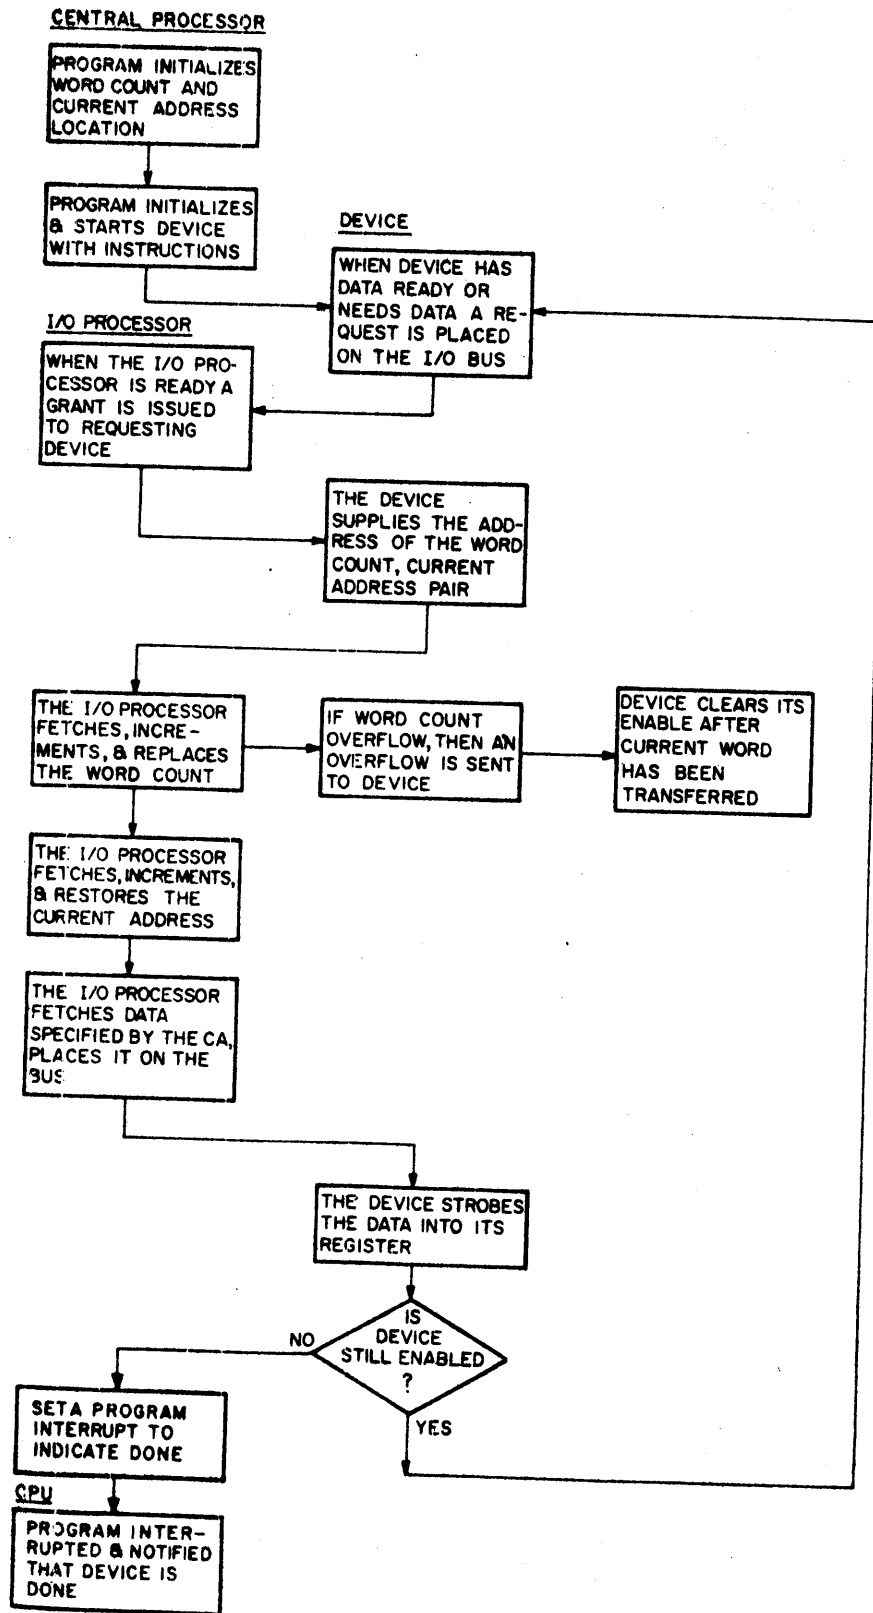 CENTRAL PROCESSOR
PROGRAM INITIALIZES
WORD COUNT AND
CURRENT ADDRESS
LOCATION
PROGRAM INITIALIZES
& STARTS DEVICE
WITH INSTRUCTIONS
DEVICE
WHEN DEVICE HAS
DATA READY OR
NEEDS DATA A RE-
QUEST IS PLACED
ON THE I/O BUS
I/O PROCESSOR
WHEN THE I/O PRO-
CESSOR IS READY A
GRANT IS ISSUED
TO REQUESTING
DEVICE
THE DEVICE
SUPPLIES THE ADD-
RESS OF THE WORD
COUNT, CURRENT
ADDRESS PAIR
THE I/O PROCESSOR
FETCHES, INCRE-
MENTS, & REPLACES
THE WORD COUNT
IF WORD COUNT
OVERFLOW, THEN AN
OVERFLOW IS SENT
TO DEVICE
DEVICE CLEARS ITS
ENABLE AFTER
CURRENT WORD
HAS BEEN
TRANSFERRED
THE I/O PROCESSOR
FETCHES, INCREMENTS,
& RESTORES THE
CURRENT ADDRESS
THE I/O PROCESSOR
FETCHES DATA
SPECIFIED BY THE CA,
PLACES IT ON THE
BUS
THE DEVICE STROBES
THE DATA INTO ITS
REGISTER
IS
DEVICE
STILL ENABLED
?
NO
YES
SET A PROGRAM
INTERRUPT TO
INDICATE DONE
CPU
PROGRAM INTER-
RUPTED & NOTIFIED
THAT DEVICE IS
DONE